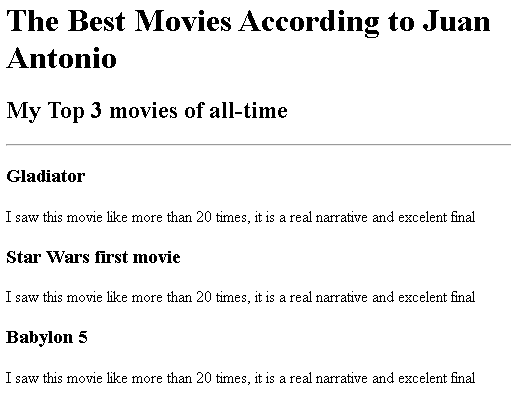 The Best Movies According to Juan
Antonio
My Top 3 movies of all-time
Gladiator
I saw this movie like more than 20 times, it is a real narrative and excelent final
Star Wars first movie
I saw this movie like more than 20 times, it is a real narrative and excelent final
Babylon 5
I saw this movie like more than 20 times, it is a real narrative and excelent final